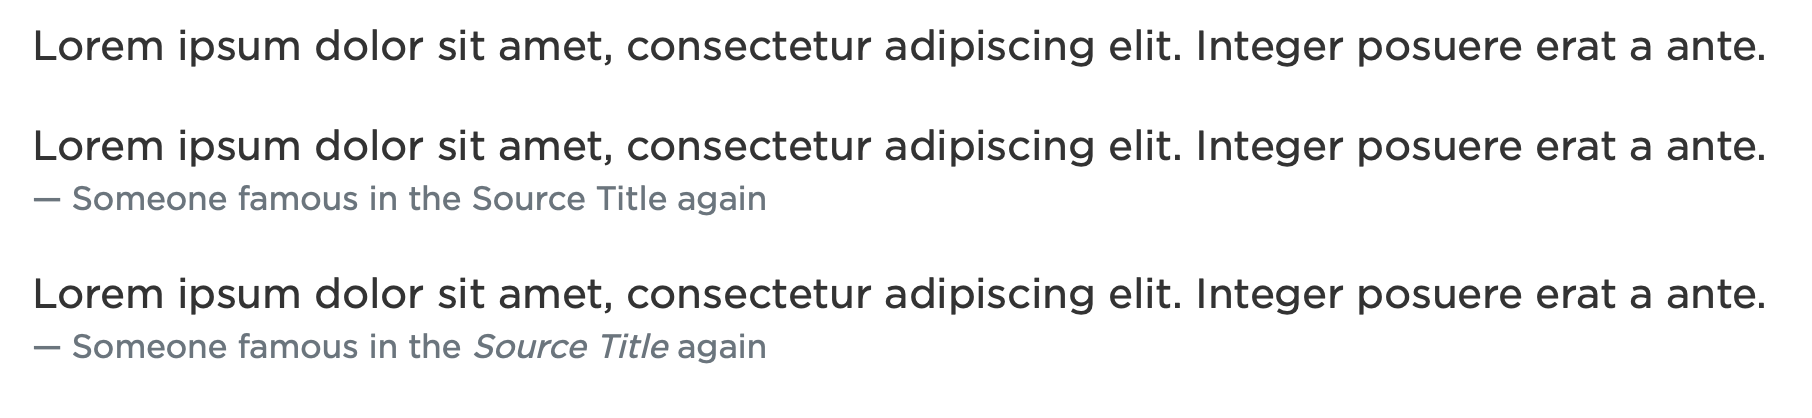 Lorem ipsum dolor sit amet, consectetur adipiscing elit. Integer posuere erat a ante.
Lorem ipsum dolor sit amet, consectetur adipiscing elit. Integer posuere erat a ante.
— Someone famous in the Source Title again
Lorem ipsum dolor sit amet, consectetur adipiscing elit. Integer posuere erat a ante.
— Someone famous in the Source Title again